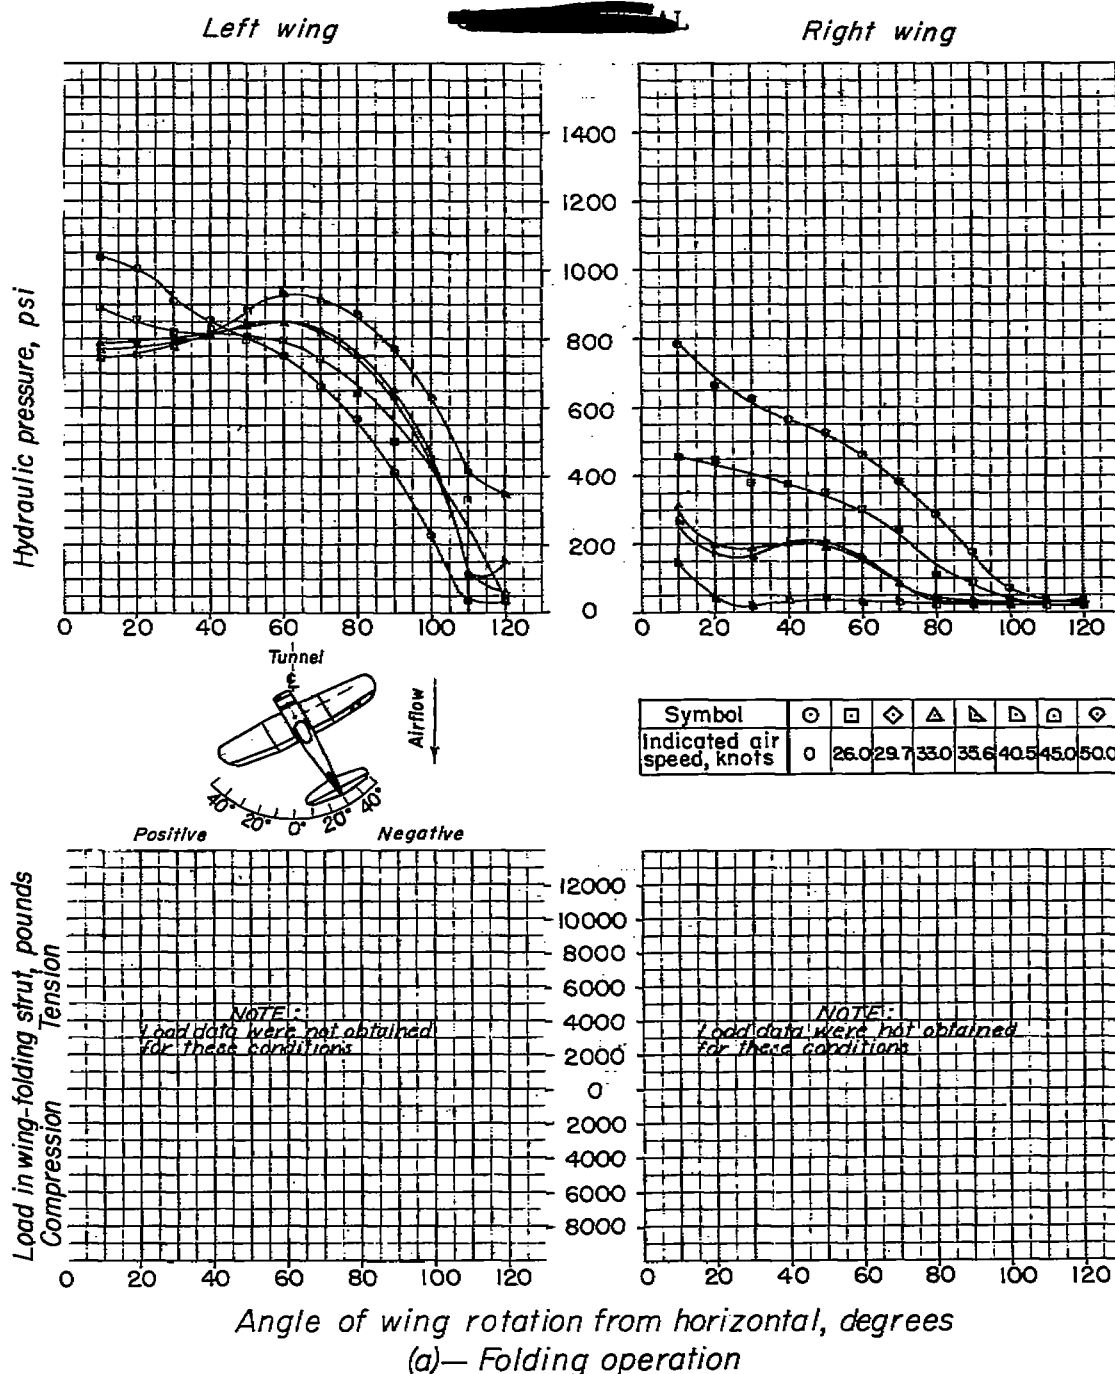 Left wing
Right wing
Hydraulic pressure, psi
1400
1200
1000
800
600
400
200
0
0 20 40 60 80 100 120
0 20 40 60 80 100 120
Tunnel
℄
Airflow
40° 20° 0° 20° 40°
Positive Negative
Symbol
Indicated air speed, knots 0 26.0 29.7 33.0 35.6 40.5 45.0 50.0
Load in wing-folding strut, pounds
Compression Tension
12000
10000
8000
6000
4000
2000
0
2000
4000
6000
8000
NOTE:
Load data were not obtained
for these conditions
NOTE:
Load data were not obtained
for these conditions
0 20 40 60 80 100 120
0 20 40 60 80 100 120
Angle of wing rotation from horizontal, degrees
(a)— Folding operation